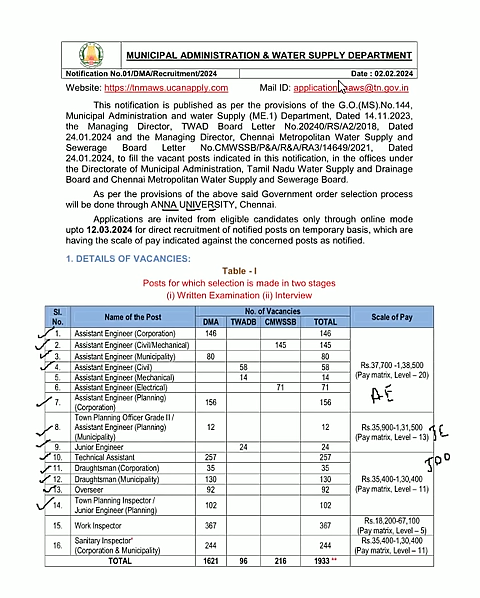 MUNICIPAL ADMINISTRATION & WATER SUPPLY DEPARTMENT
Notification No.01/DMA/Recruitment/2024 Date : 02.02.2024
Website: https://tnmaws.ucanapply.com Mail ID: application aws@tn.gov.in
This notification is published as per the provisions of the G.O.(MS).No.144,
Municipal Administration and water Supply (ME.1) Department, Dated 14.11.2023,
the Managing Director, TWAD Board Letter No.20240/RS/A2/2018, Dated
24.01.2024 and the Managing Director, Chennai Metropolitan Water Supply and
Sewerage Board Letter No.CMWSSB/P&A/R&A/RA3/14649/2021, Dated
24.01.2024, to fill the vacant posts indicated in this notification, in the offices under
the Directorate of Municipal Administration, Tamil Nadu Water Supply and Drainage
Board and Chennai Metropolitan Water Supply and Sewerage Board.
As per the provisions of the above said Government order selection process
will be done through ANNA UNIVERSITY, Chennai.
Applications are invited from eligible candidates only through online mode
upto 12.03.2024 for direct recruitment of notified posts on temporary basis, which are
having the scale of pay indicated against the concerned posts as notified.
1. DETAILS OF VACANCIES:
Table - I
Posts for which selection is made in two stages
(i) Written Examination (ii) Interview
Sl. No. Name of the Post No. of Vacancies Scale of Pay
DMA TWADB CMWSSB TOTAL
1. Assistant Engineer (Corporation) 146 146
2. Assistant Engineer (Civil/Mechanical) 145 145
3. Assistant Engineer (Municipality) 80 80
4. Assistant Engineer (Civil) 58 58
5. Assistant Engineer (Mechanical) 14 14
6. Assistant Engineer (Electrical) 71 71
7. Assistant Engineer (Planning) (Corporation) 156 156
Rs.37,700 -1,38,500
(Pay matrix, Level – 20)
AE
8. Town Planning Officer Grade II / Assistant Engineer (Planning) (Municipality) 12 12
9. Junior Engineer 24 24
Rs.35,900-1,31,500
(Pay matrix, Level – 13)
JE
10. Technical Assistant 257 257
11. Draughtsman (Corporation) 35 35
12. Draughtsman (Municipality) 130 130
13. Overseer 92 92
14. Town Planning Inspector / Junior Engineer (Planning) 102 102
Rs.35,400-1,30,400
(Pay matrix, Level – 11)
JDO
15. Work Inspector 367 367 Rs.18,200-67,100 (Pay matrix, Level – 5)
16. Sanitary Inspector* (Corporation & Municipality) 244 244 Rs.35,400-1,30,400 (Pay matrix, Level – 11)
TOTAL 1621 96 216 1933 **